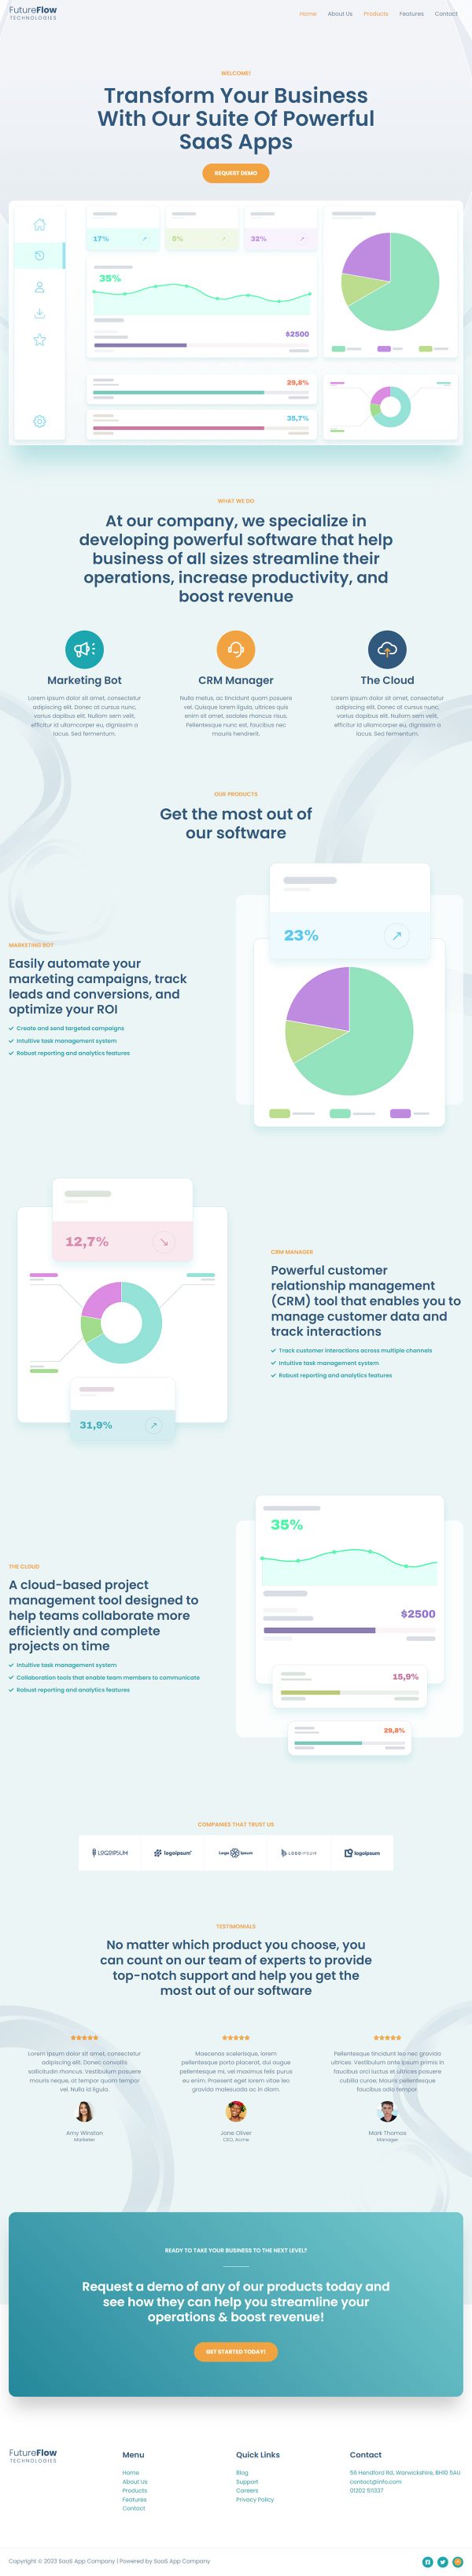 FutureFlow
TECHNOLOGIES
Home About Us Products Features Contact
WELCOME!
Transform Your Business
With Our Suite Of Powerful
SaaS Apps
REQUEST DEMO
17% 5% 32%
35%
$2500
29,8%
35,7%
WHAT WE DO
At our company, we specialize in
developing powerful software that help
business of all sizes streamline their
operations, increase productivity, and
boost revenue
Marketing Bot
Lorem ipsum dolor sit amet, consectetur
adipiscing elit. Donec at cursus nunc,
varius dapibus elit. Nullam sem velit,
efficitur id ullamcorper eu, dignissim a
lacus. Sed fermentum.
CRM Manager
Nulla metus, ac tincidunt quam posuere
vel. Quisque lorem ligula, ultrices quis
enim sit amet, sodales rhoncus risus.
Pellentesque nunc est, faucibus nec
mauris hendrerit.
The Cloud
Lorem ipsum dolor sit amet, consectetur
adipiscing elit. Donec at cursus nunc,
varius dapibus elit. Nullam sem velit,
efficitur id ullamcorper eu, dignissim a
lacus. Sed fermentum.
OUR PRODUCTS
Get the most out of
our software
MARKETING BOT
Easily automate your
marketing campaigns, track
leads and conversions, and
optimize your ROI
Create and send targeted campaigns
Intuitive task management system
Robust reporting and analytics features
23%
12,7%
31,9%
CRM MANAGER
Powerful customer
relationship management
(CRM) tool that enables you to
manage customer data and
track interactions
Track customer interactions across multiple channels
Intuitive task management system
Robust reporting and analytics features
THE CLOUD
A cloud-based project
management tool designed to
help teams collaborate more
efficiently and complete
projects on time
Intuitive task management system
Collaboration tools that enable team members to communicate
Robust reporting and analytics features
35%
$2500
15,9%
29,8%
COMPANIES THAT TRUST US
LOGOIPSUM logoipsum Logo Ipsum LOGOIPSUM logoipsum
TESTIMONIALS
No matter which product you choose, you
can count on our team of experts to provide
top-notch support and help you get the
most out of our software
Lorem ipsum dolor sit amet, consectetur
adipiscing elit. Donec convallis
sollicitudin rhoncus. Vestibulum posuere
mouris neque, at tempor quam tempor
vel. Nulla id ligula.
Amy Winston
Marketer
Maecenas scelerisque, lorem
pellentesque porta placerat, dui augue
pellentesque mi, vel maximus felis purus
eu enim. Praesent eget lorem vitae leo
gravida malesuada ac in diam.
Jane Oliver
CEO, Acme
Pellentesque tincidunt leo nec gravida
ultrices. Vestibulum ante ipsum primis in
faucibus orci luctus et ultrices posuere
cubilia curae; Mauris pellentesque
faucibus odio tempor.
Mark Thomas
Manager
READY TO TAKE YOUR BUSINESS TO THE NEXT LEVEL?
Request a demo of any of our products today and
see how they can help you streamline your
operations & boost revenue!
GET STARTED TODAY!
FutureFlow
TECHNOLOGIES
Menu
Home
About Us
Products
Features
Contact
Quick Links
Blog
Support
Careers
Privacy Policy
Contact
56 Hendford Rd, Warwickshire, BH10 5AU
contact@info.com
01202 511337
Copyright © 2023 SaaS App Company | Powered by SaaS App Company